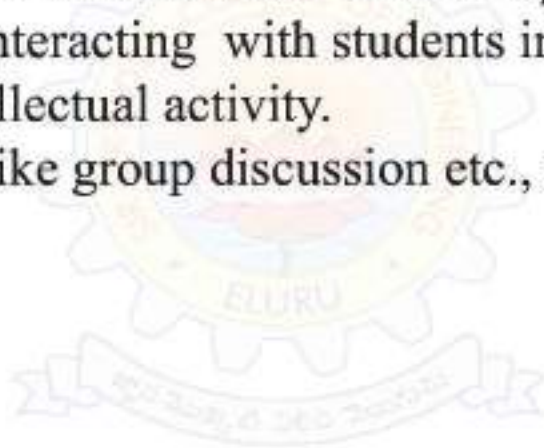 nteracting with students in
llectual activity.
ike group discussion etc.,
ELURU